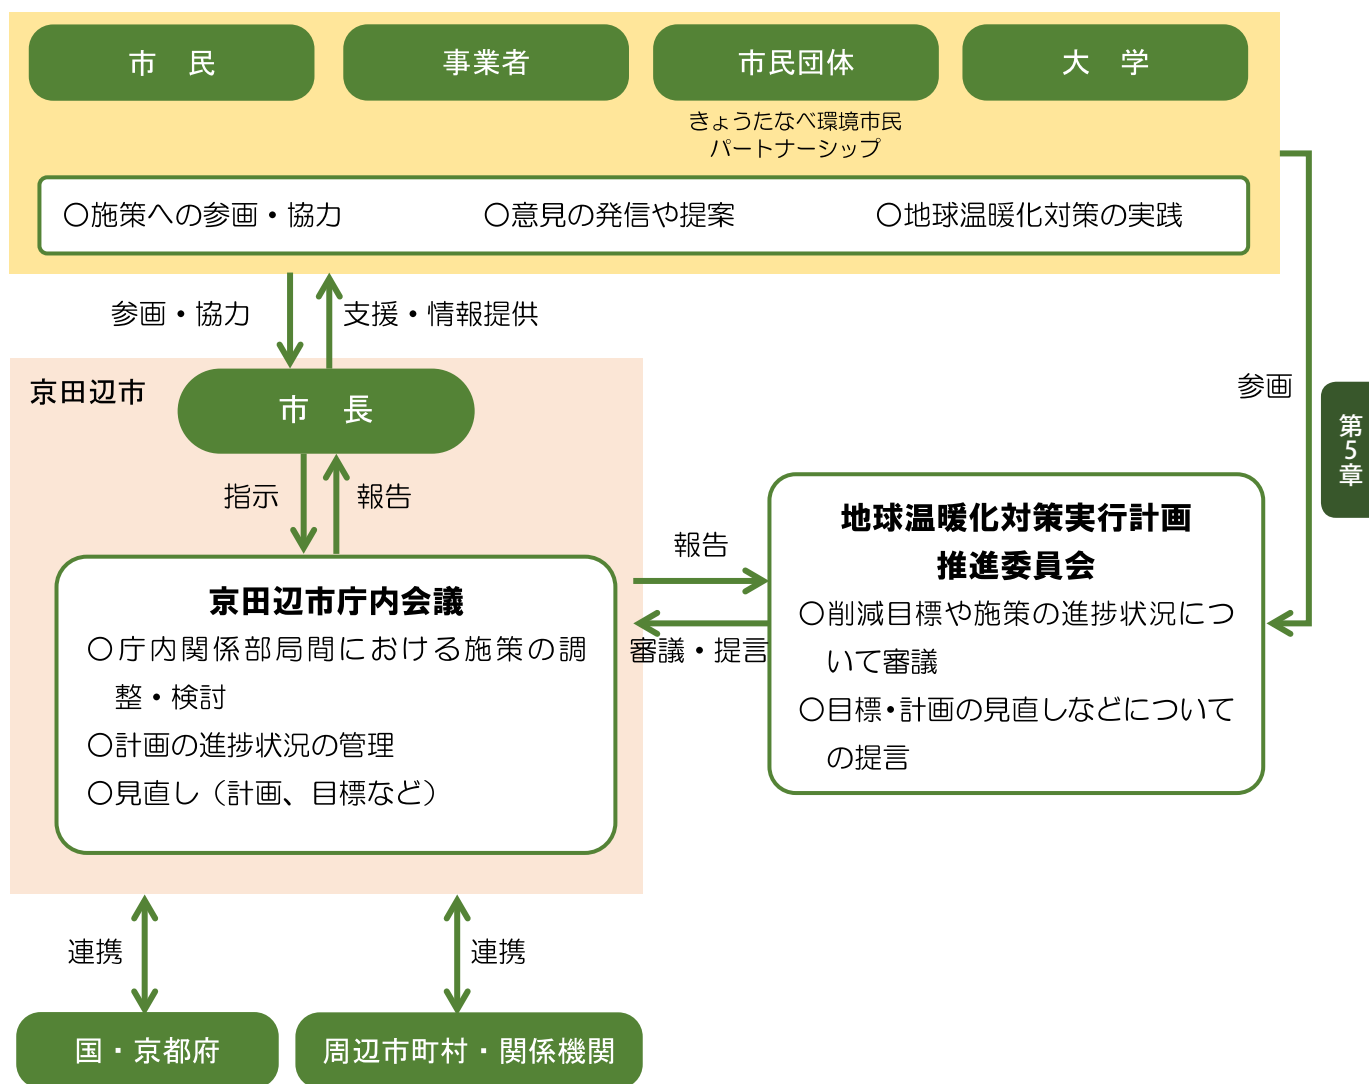 市　民
事業者
市民団体
大　学
きょうたなべ環境市民
パートナーシップ
〇施策への参画・協力
〇意見の発信や提案
〇地球温暖化対策の実践
参画・協力
支援・情報提供
参画
京田辺市
市　長
第5章
指示
報告
地球温暖化対策実行計画
推進委員会
〇削減目標や施策の進捗状況につ
いて審議
〇目標・計画の見直しなどについて
の提言
報告
審議・提言
京田辺市庁内会議
〇庁内関係部局間における施策の調
整・検討
〇計画の進捗状況の管理
〇見直し（計画、目標など）
連携
連携
国・京都府
周辺市町村・関係機関